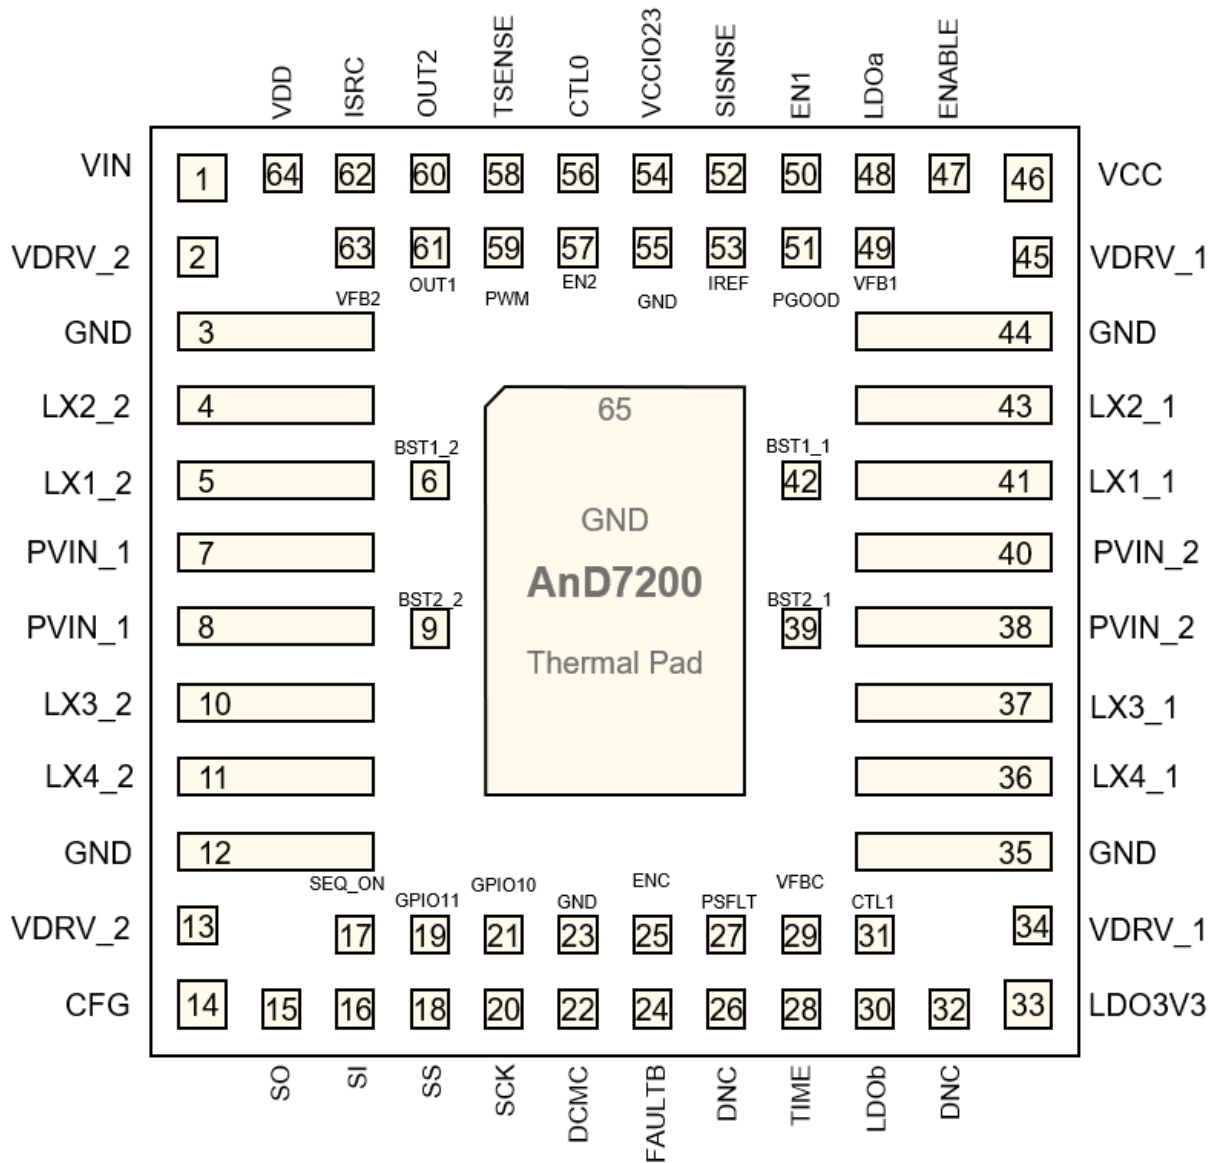 VDD ISRC OUT2 TSENSE CTL0 VCCIO23 SISNSE EN1 LDOa ENABLE
VIN 1 64 62 60 58 56 54 52 50 48 47 46 VCC
VDRV_2 2 63 61 59 57 55 53 51 49 45 VDRV_1
VFB2 OUT1 PWM EN2 GND IREF PGOOD VFB1
GND 3 44 GND
LX2_2 4 65 43 LX2_1
BST1_2 BST1_1
LX1_2 5 6 42 41 LX1_1
GND
PVIN_1 7 40 PVIN_2
AnD7200
BST2_2 BST2_1
PVIN_1 8 9 39 38 PVIN_2
Thermal Pad
LX3_2 10 37 LX3_1
LX4_2 11 36 LX4_1
GND 12 35 GND
SEQ_ON GPIO11 GPIO10 GND ENC PSFLT VFBC CTL1
VDRV_2 13 17 19 21 23 25 27 29 31 34 VDRV_1
CFG 14 15 16 18 20 22 24 26 28 30 32 33 LDO3V3
SO SI SS SCK DCMC FAULTB DNC TIME LDOb DNC